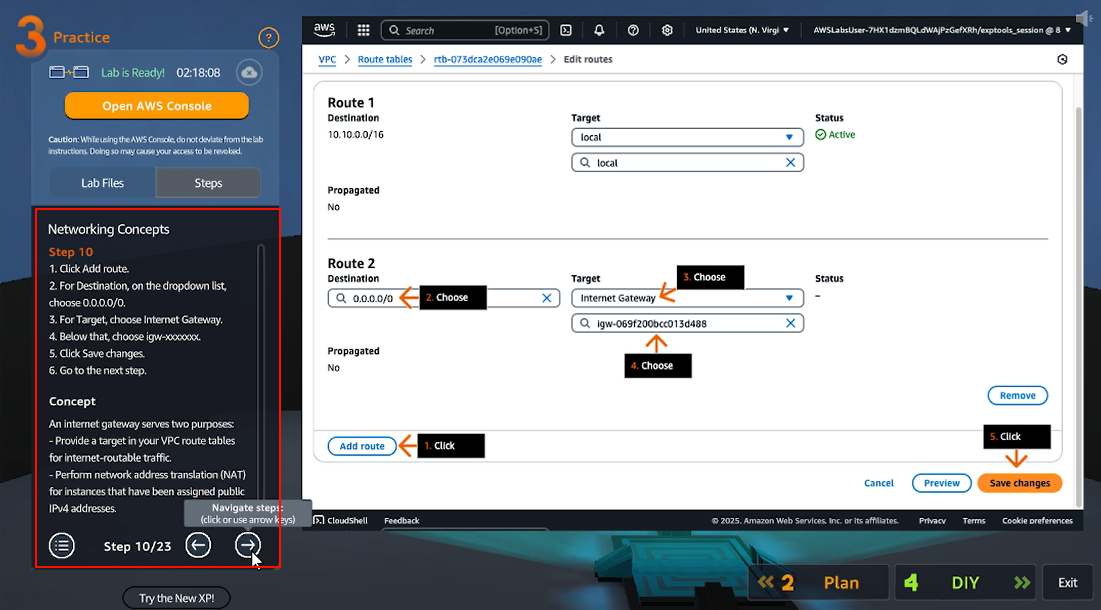 3 Practice
?
Lab is Ready! 02:18:08
Open AWS Console
Caution: While using the AWS Console, do not deviate from the lab
instructions. Doing so may cause your access to be revoked.
Lab Files
Steps
Networking Concepts
Step 10
1. Click Add route.
2. For Destination, on the dropdown list,
choose 0.0.0.0/0.
3. For Target, choose Internet Gateway.
4. Below that, choose igw-xxxxxxx.
5. Click Save changes.
6. Go to the next step.
Concept
An internet gateway serves two purposes:
- Provide a target in your VPC route tables
for internet-routable traffic.
- Perform network address translation (NAT)
for instances that have been assigned public
IPv4 addresses.
Navigate steps:
(click or use arrow keys)
Step 10/23
Try the New XP!
aws
Search
[Option+S]
United States (N. Virgi
AWSLabsUser-7HX1dzmBQLdWAjPzGefXRh/exptools_session @ 8
VPC > Route tables > rtb-073dca2e069e090ae > Edit routes
Route 1
Destination
10.10.0.0/16
Target
local
local
Status
Active
Propagated
No
Route 2
Destination
0.0.0.0/0
2. Choose
Target
3. Choose
Internet Gateway
igw-069f200bcc013d488
4. Choose
Status
–
Propagated
No
Remove
Add route
1. Click
5. Click
Cancel
Preview
Save changes
CloudShell
Feedback
© 2025, Amazon Web Services, Inc. or its affiliates.
Privacy
Terms
Cookie preferences
2 Plan
4 DIY
Exit